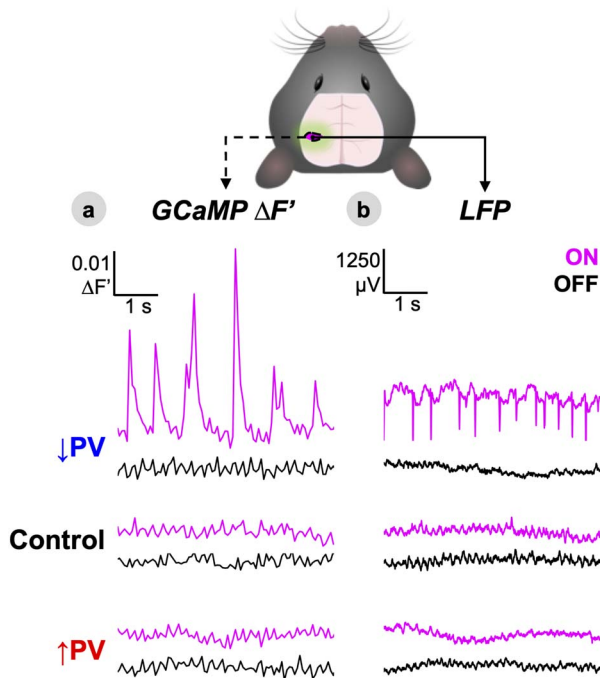 a
GCaMP ΔF’
b
LFP
0.01
ΔF’
1 s
1250
µV
1 s
ON
OFF
↓PV
Control
↑PV